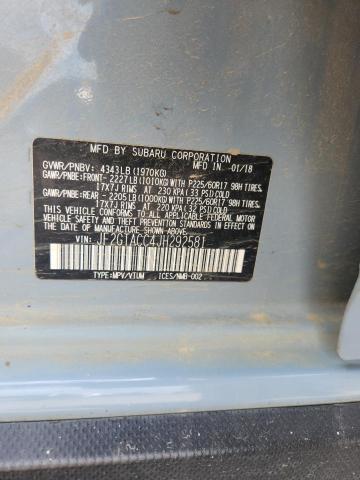 MFD BY SUBARU CORPORATION
GVWR/PNBV: 4343LB(1970KG) MFD IN -01/18
GAWR/PNBE:FRONT- 2227LB(1010KG)WITH P225/60R17 98H TIRES,
17X7J RIMS AT 230 KPA(33 PSI)COLD
GAWR/PNBE:REAR -2205LB(1000KG)WITH P225/60R17 98H TIRES,
17X7J RIMS AT 220 KPA(32 PSI)COLD
THIS VEHICLE CONFORMS TO ALL APPLICABLE FEDERAL MOTOR
VEHICLE SAFETY, BUMPER, AND THEFT PREVENTION STANDARDS
IN EFFECT ON THE DATE OF MANUFACTURE SHOWN ABOVE.
VIN: JF2GTACC4JH292581
TYPE:MPV/VTUM ICES/NMB-002